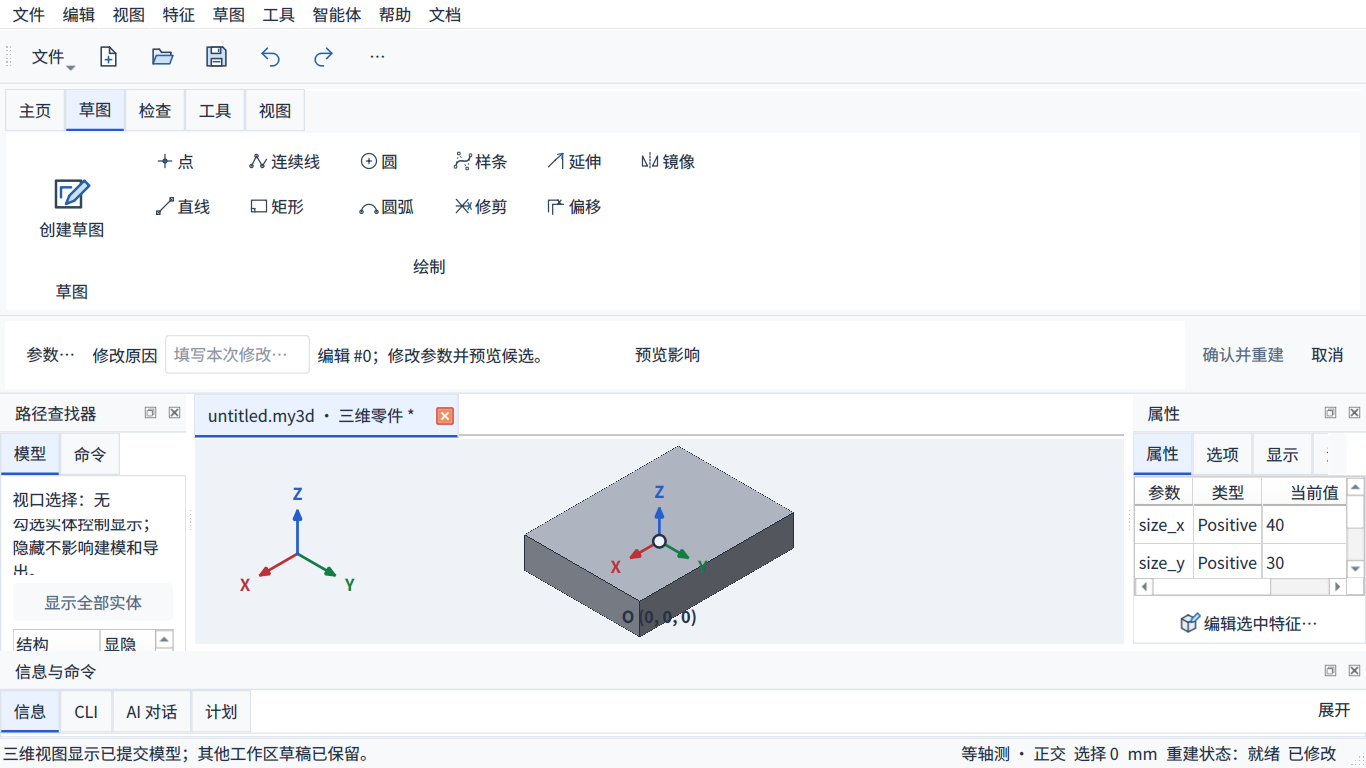 文件 编辑 视图 特征 草图 工具 智能体 帮助 文档
文件 ···
主页 草图 检查 工具 视图
点 连续线 圆 样条 延伸 镜像
直线 矩形 圆弧 修剪 偏移
创建草图
绘制
草图
参数··· 修改原因 填写本次修改··· 编辑 #0；修改参数并预览候选。 预览影响 确认并重建 取消
路径查找器
untitled.my3d · 三维零件 *
属性
模型 命令
属性 选项 显示
视口选择：无
勾选实体控制显示；
隐藏不影响建模和导
出。
显示全部实体
结构 显隐
Z
X Y
Z
X Y
O (0, 0, 0)
参数 类型 当前值
size_x Positive 40
size_y Positive 30
编辑选中特征···
信息与命令
信息 CLI AI 对话 计划 展开
三维视图显示已提交模型；其他工作区草稿已保留。 等轴测 · 正交 选择 0 mm 重建状态：就绪 已修改